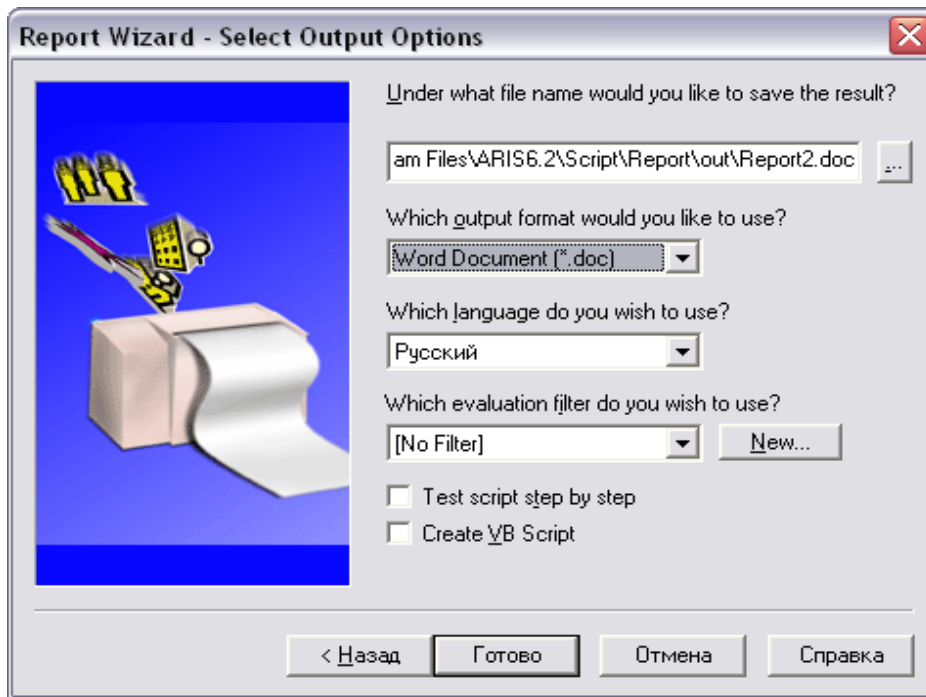 Report Wizard - Select Output Options
Under what file name would you like to save the result?
am Files\ARIS6.2\Script\Report\out\Report2.doc
...
Which output format would you like to use?
Word Document (*.doc)
Which language do you wish to use?
Русский
Which evaluation filter do you wish to use?
[No Filter]
New...
Test script step by step
Create VB Script
< Назад
Готово
Отмена
Справка